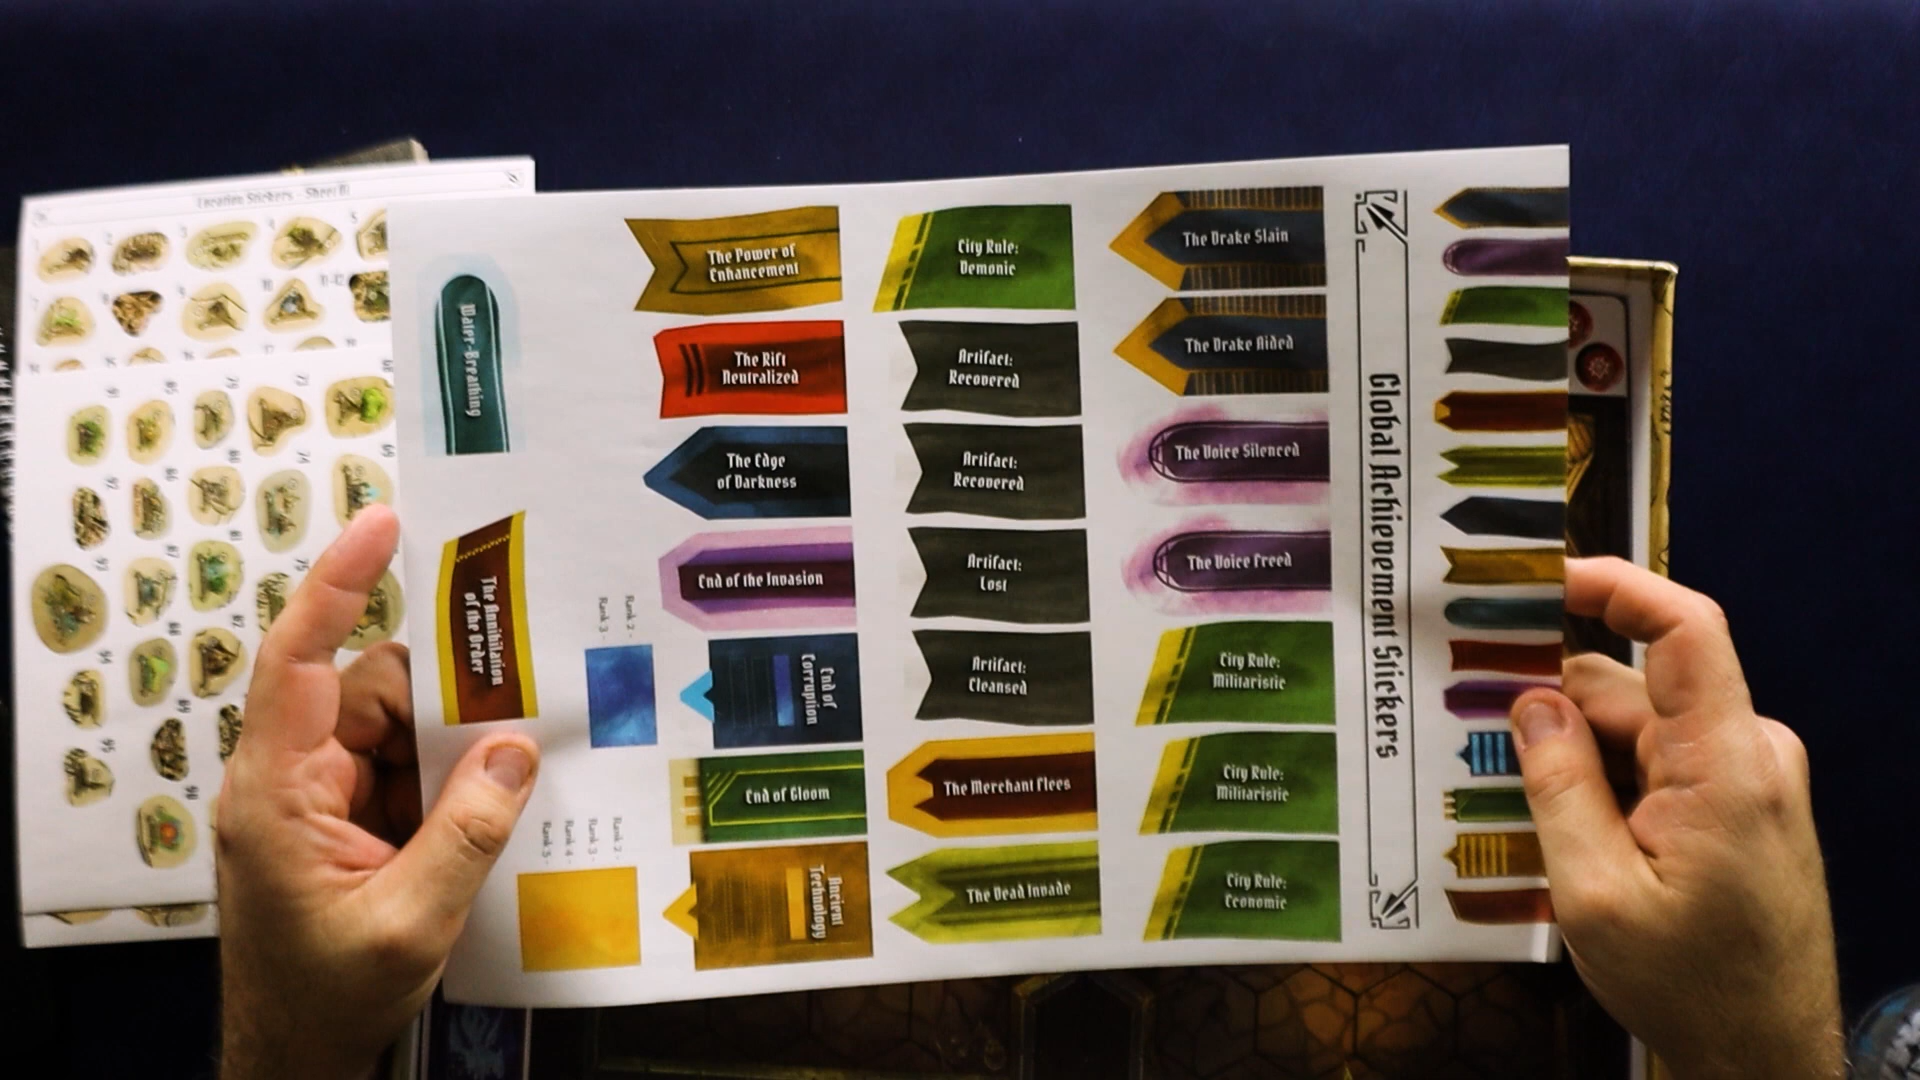 Location Stickers - Sheet B1
Global Achievement Stickers
The Power of
Enhancement
City Rule:
Demonic
The Drake Slain
The Rift
Neutralized
Artifact:
Recovered
The Drake Aided
The Edge
of Darkness
Artifact:
Recovered
The Voice Silenced
End of the Invasion
Artifact:
Lost
The Voice Freed
End of
Corruption
Artifact:
Cleansed
City Rule:
Militaristic
End of Gloom
The Merchant Flees
City Rule:
Militaristic
Ancient
Technology
The Dead Invade
City Rule:
Economic
Water-Breathing
The Annihilation
of the Order
Rank 2 -
Rank 3 -
Rank 2 -
Rank 3 -
Rank 4 -
Rank 5 -